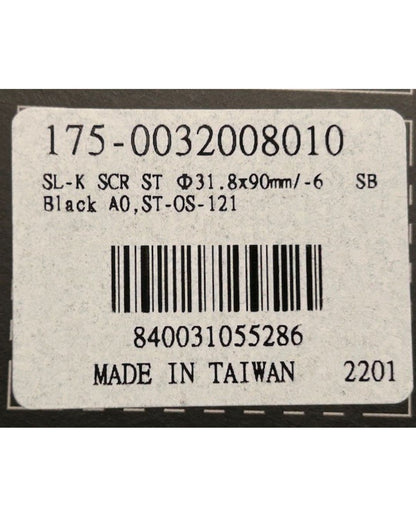 175-0032008010
SL-K SCR ST Φ31.8x90mm/-6 SB
Black A0,ST-OS-121
840031055286
MADE IN TAIWAN 2201